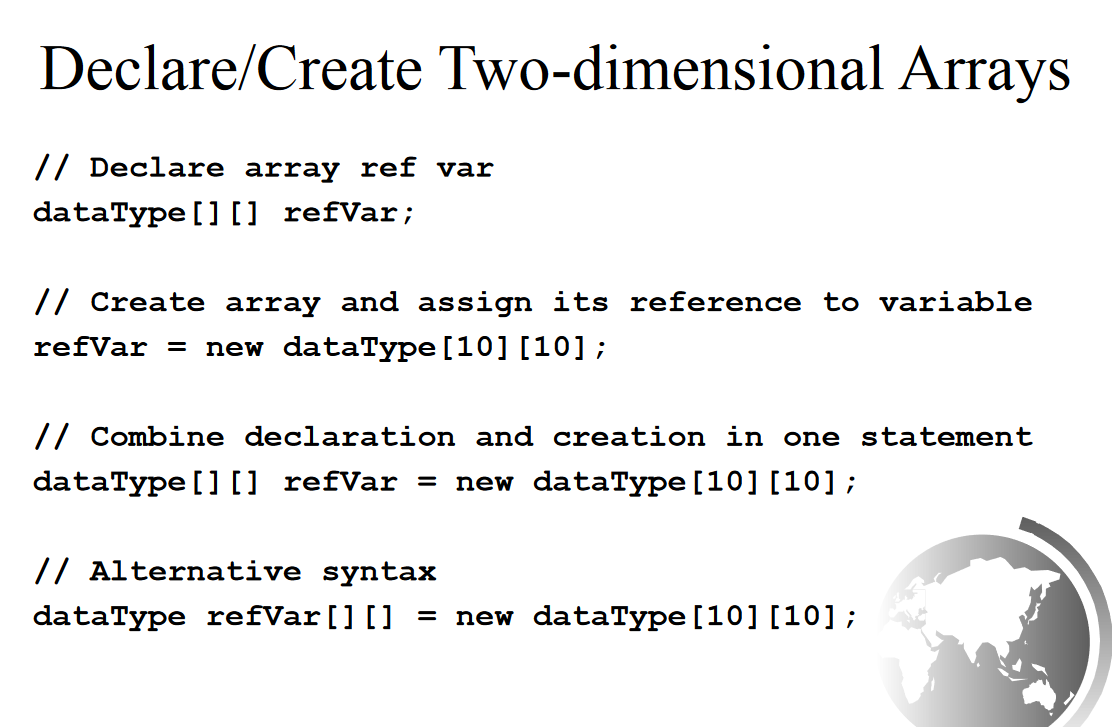 Declare/Create Two-dimensional Arrays
// Declare array ref var
dataType[][] refVar;
// Create array and assign its reference to variable
refVar = new dataType[10][10];
// Combine declaration and creation in one statement
dataType[][] refVar = new dataType[10][10];
// Alternative syntax
dataType refVar[][] = new dataType[10][10];